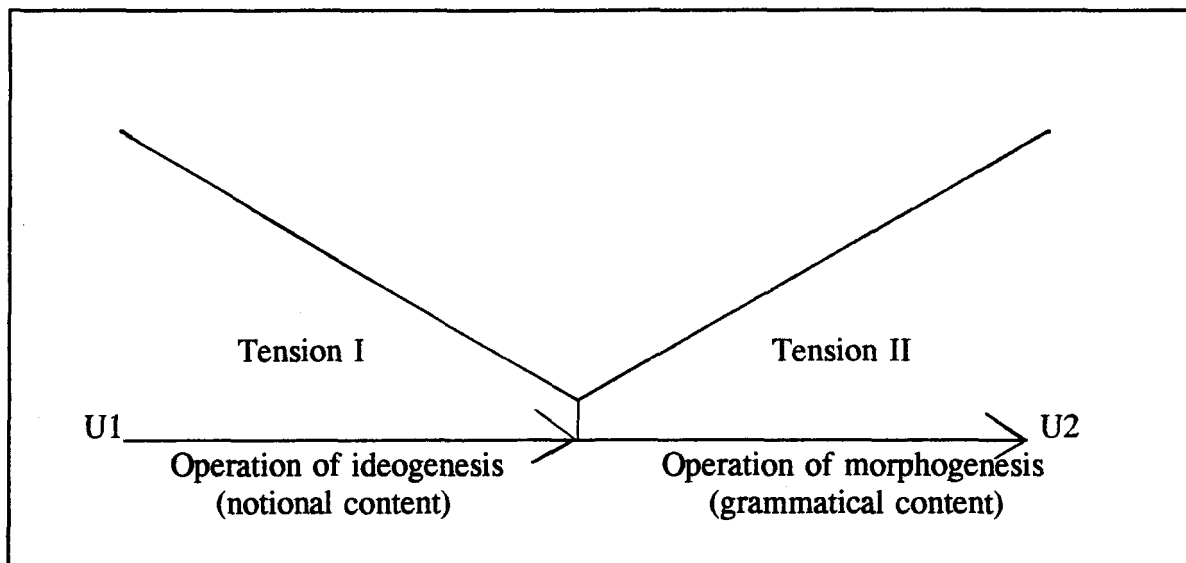 Tension I
Tension II
U1
U2
Operation of ideogenesis
(notional content)
Operation of morphogenesis
(grammatical content)